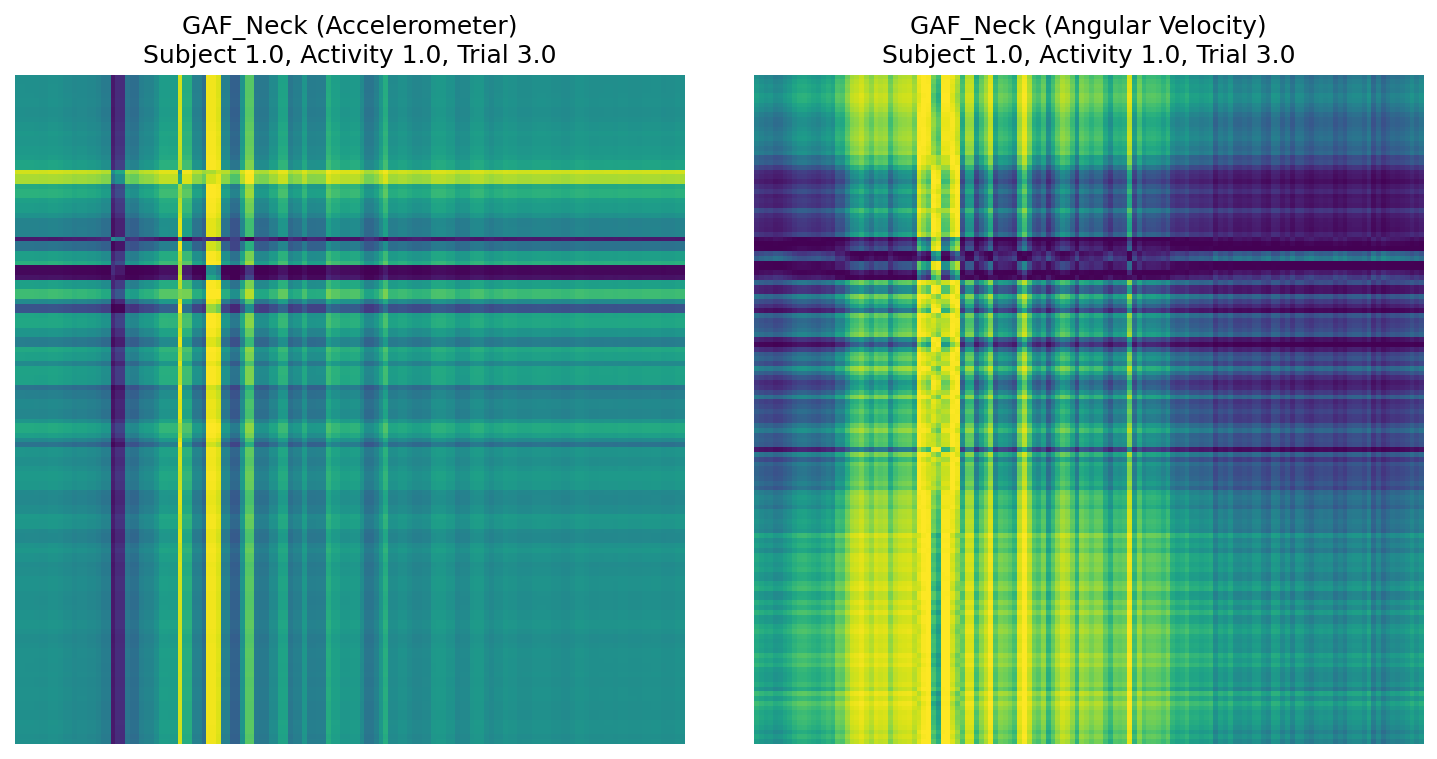 GAF_Neck (Accelerometer)
Subject 1.0, Activity 1.0, Trial 3.0
GAF_Neck (Angular Velocity)
Subject 1.0, Activity 1.0, Trial 3.0